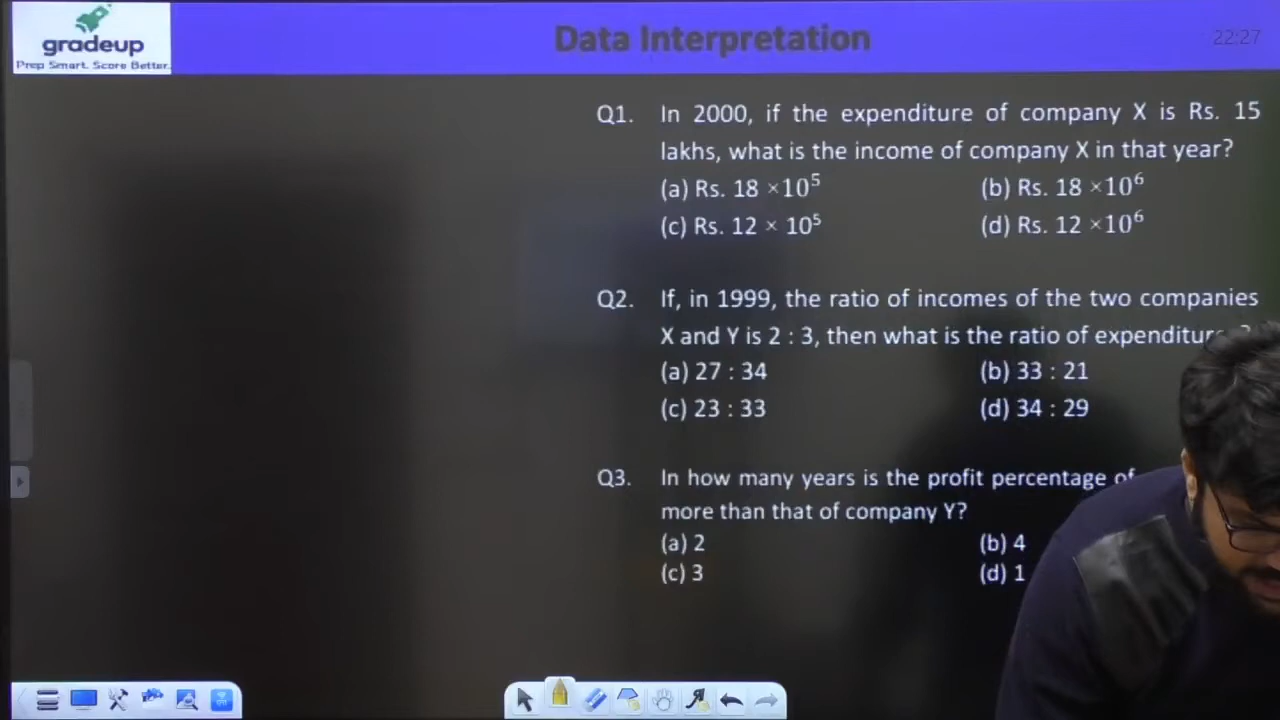 gradeup
Prep Smart. Score Better.
Data Interpretation
22:27
Q1. In 2000, if the expenditure of company X is Rs. 15
lakhs, what is the income of company X in that year?
(a) Rs. 18 ×10⁵ (b) Rs. 18 ×10⁶
(c) Rs. 12 × 10⁵ (d) Rs. 12 ×10⁶
Q2. If, in 1999, the ratio of incomes of the two companies
X and Y is 2 : 3, then what is the ratio of
(a) 27 : 34 (b) 33 : 21
(c) 23 : 33 (d) 34 : 29
Q3. In how many years is the profit percentage of
more than that of company Y?
(a) 2 (b) 4
(c) 3 (d) 1